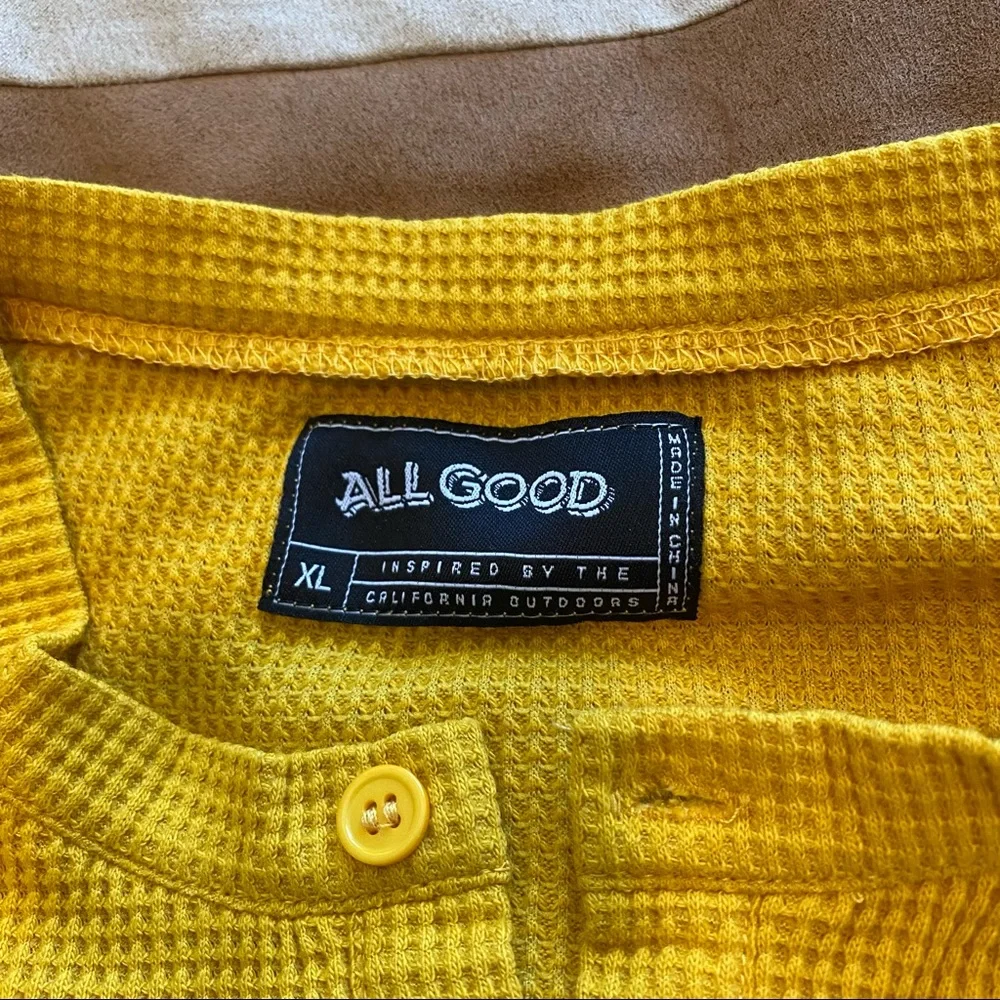 ALL GOOD
XL
INSPIRED BY THE
CALIFORNIA OUTDOORS
MADE IN CHINA